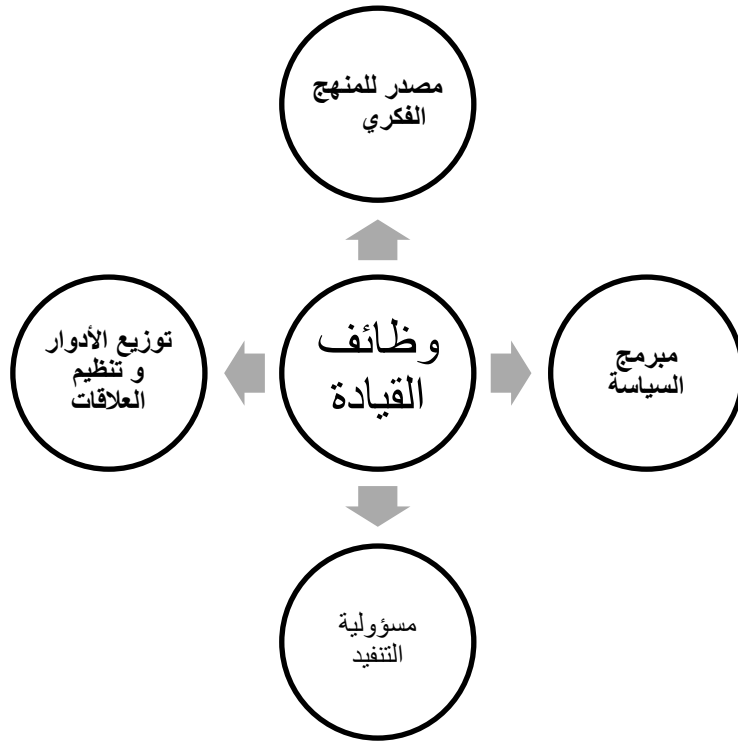 مصدر للمنهج
الفكري
وظائف
القيادة
مبرمج
السياسة
توزيع الأدوار
و تنظيم
العلاقات
مسؤولية
التنفيد